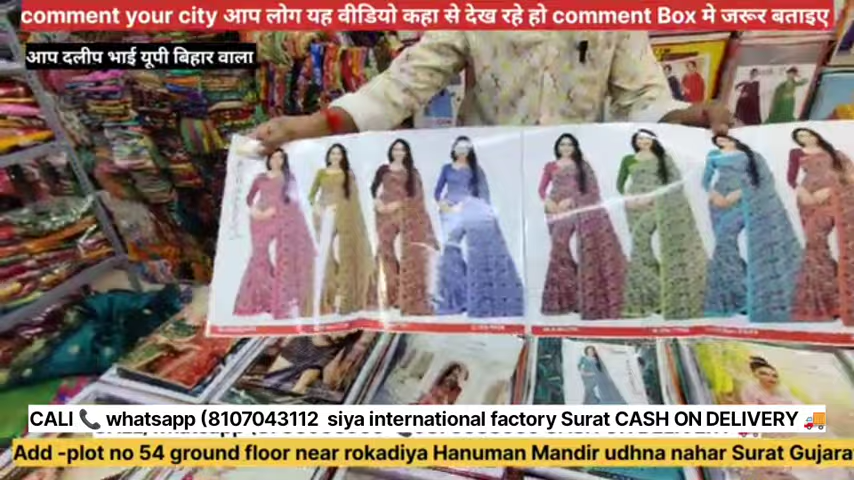 comment your city आप लोग यह वीडियो कहा से देख रहे हो comment Box मे जरूर बताइए
आप दलीप भाई यूपी बिहार वाला
CALI 📞 whatsapp (8107043112 siya international factory Surat CASH ON DELIVERY 🚚
Add -plot no 54 ground floor near rokadiya Hanuman Mandir udhna nahar Surat Gujara